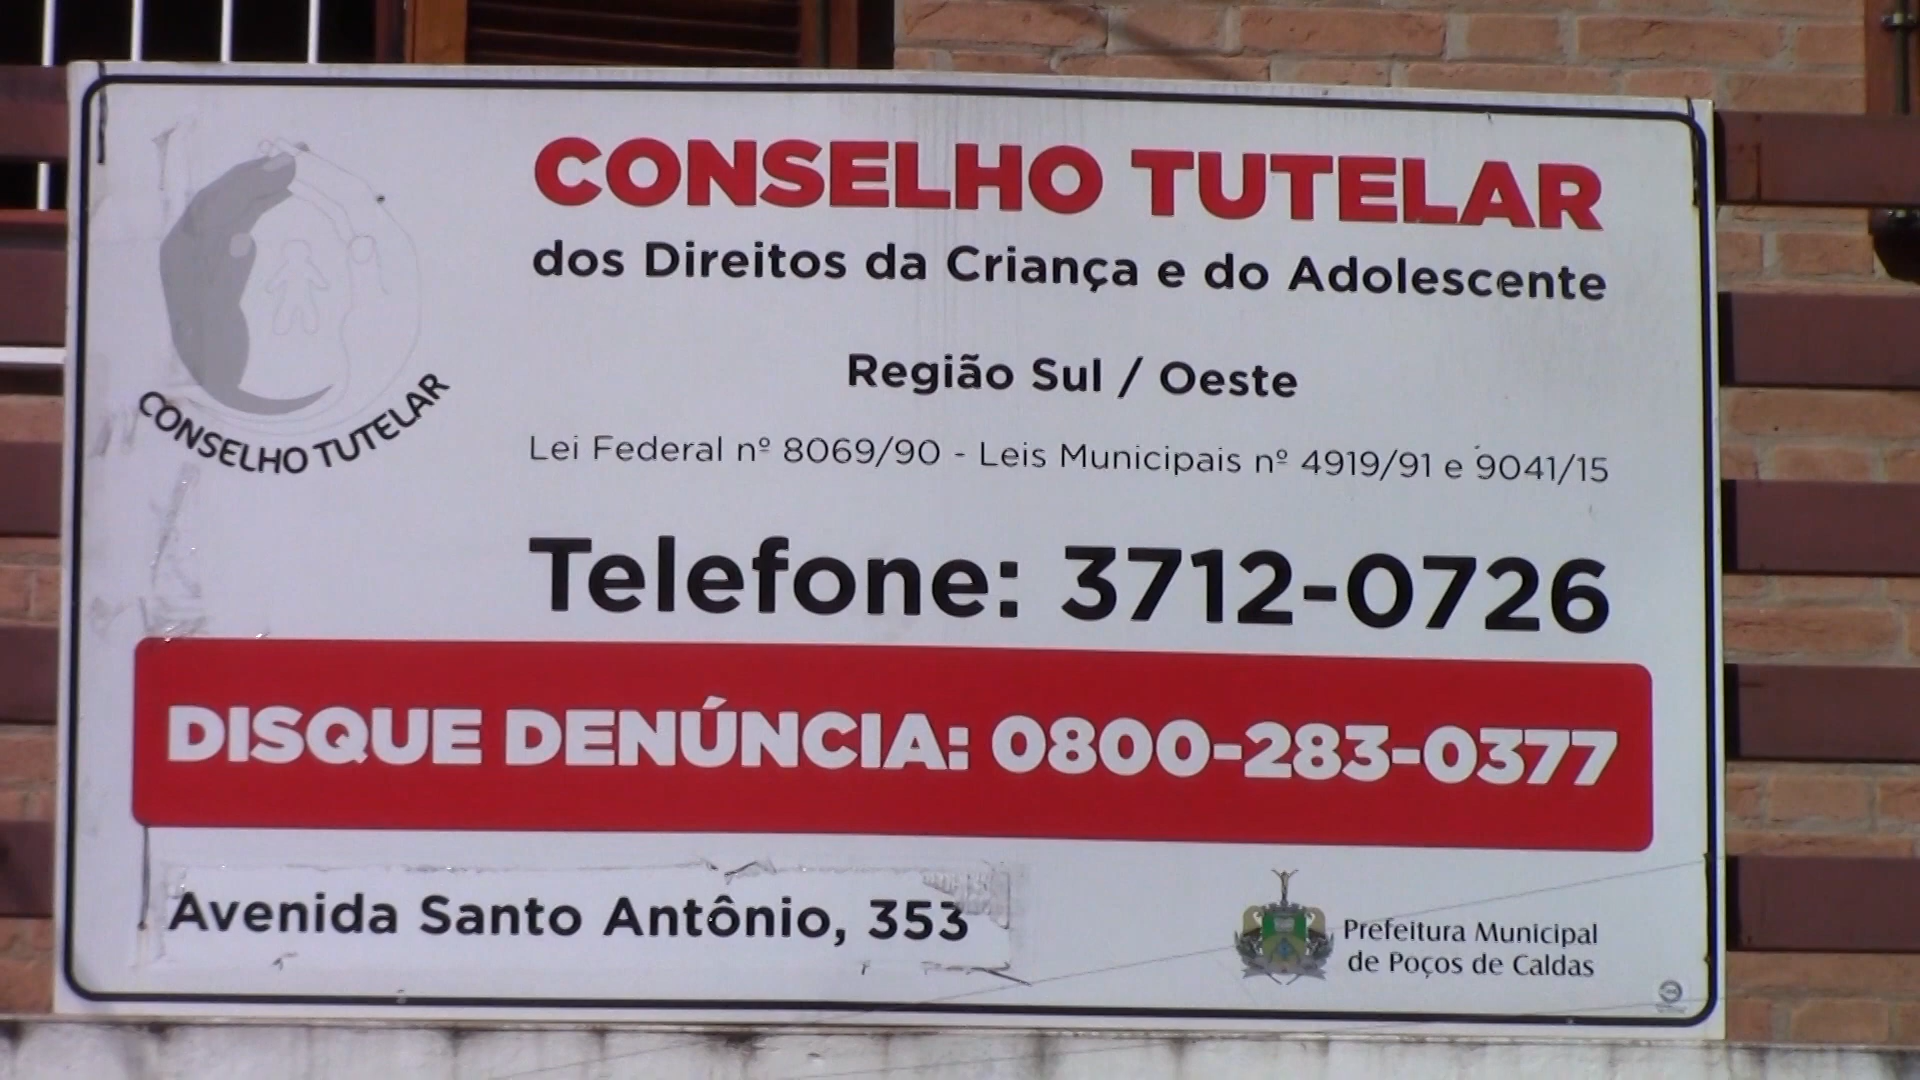 CONSELHO TUTELAR
dos Direitos da Criança e do Adolescente
Região Sul / Oeste
Lei Federal nº 8069/90 - Leis Municipais nº 4919/91 e 9041/15
Telefone: 3712-0726
CONSELHO TUTELAR
DISQUE DENÚNCIA: 0800-283-0377
Avenida Santo Antônio, 353
Prefeitura Municipal
de Poços de Caldas